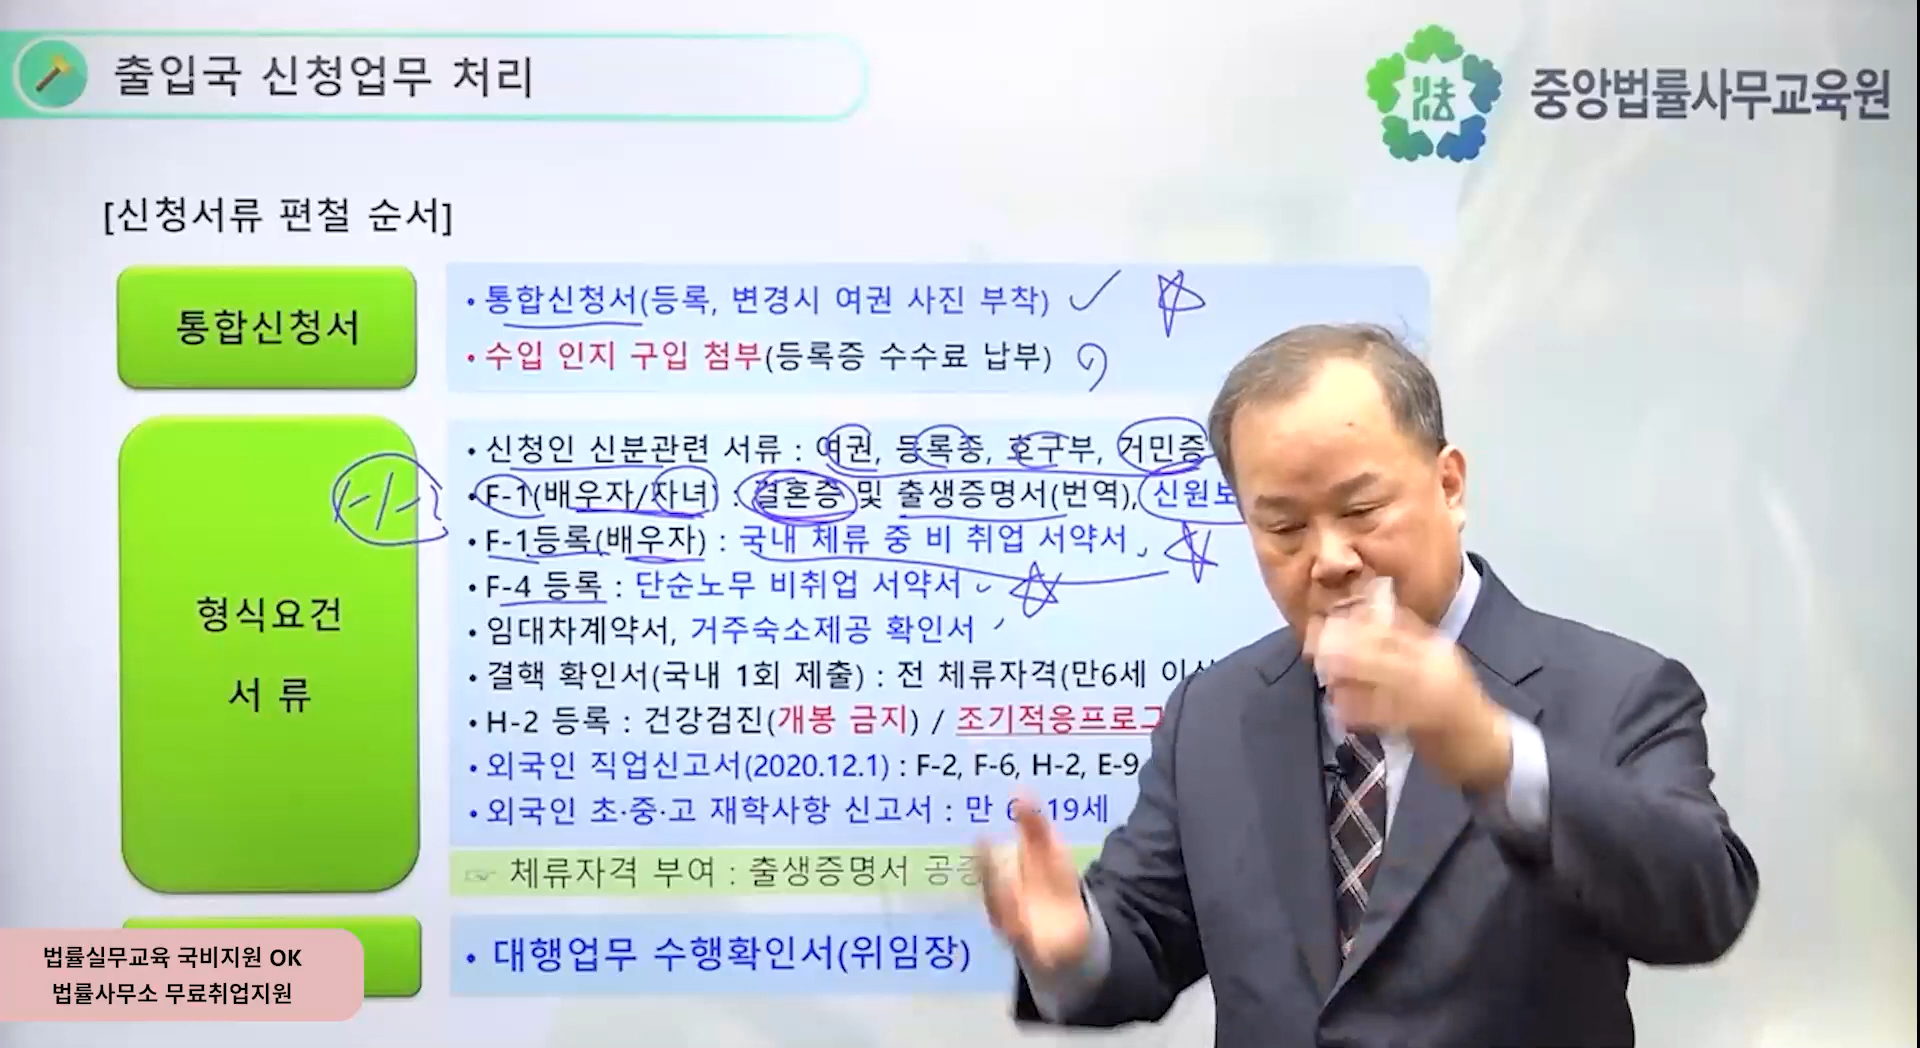 출입국 신청업무 처리
法
중앙법률사무교육원
[신청서류 편철 순서]
통합신청서
• 통합신청서(등록, 변경시 여권 사진 부착)
• 수입 인지 구입 첨부(등록증 수수료 납부)
형식요건
서 류
• 신청인 신분관련 서류 : 여권, 등록증, 호구부, 거민증
• F-1(배우자/자녀) : 결혼증 및 출생증명서(번역), 신원보
• F-1등록(배우자) : 국내 체류 중 비 취업 서약서
• F-4 등록 : 단순노무 비취업 서약서
• 임대차계약서, 거주숙소제공 확인서
• 결핵 확인서(국내 1회 제출) : 전 체류자격(만6세 이상
• H-2 등록 : 건강검진(개봉 금지) / 조기적응프로그
• 외국인 직업신고서(2020.12.1) : F-2, F-6, H-2, E-9
• 외국인 초·중·고 재학사항 신고서 : 만 6~19세
☞ 체류자격 부여 : 출생증명서 공증
• 대행업무 수행확인서(위임장)
법률실무교육 국비지원 OK
법률사무소 무료취업지원